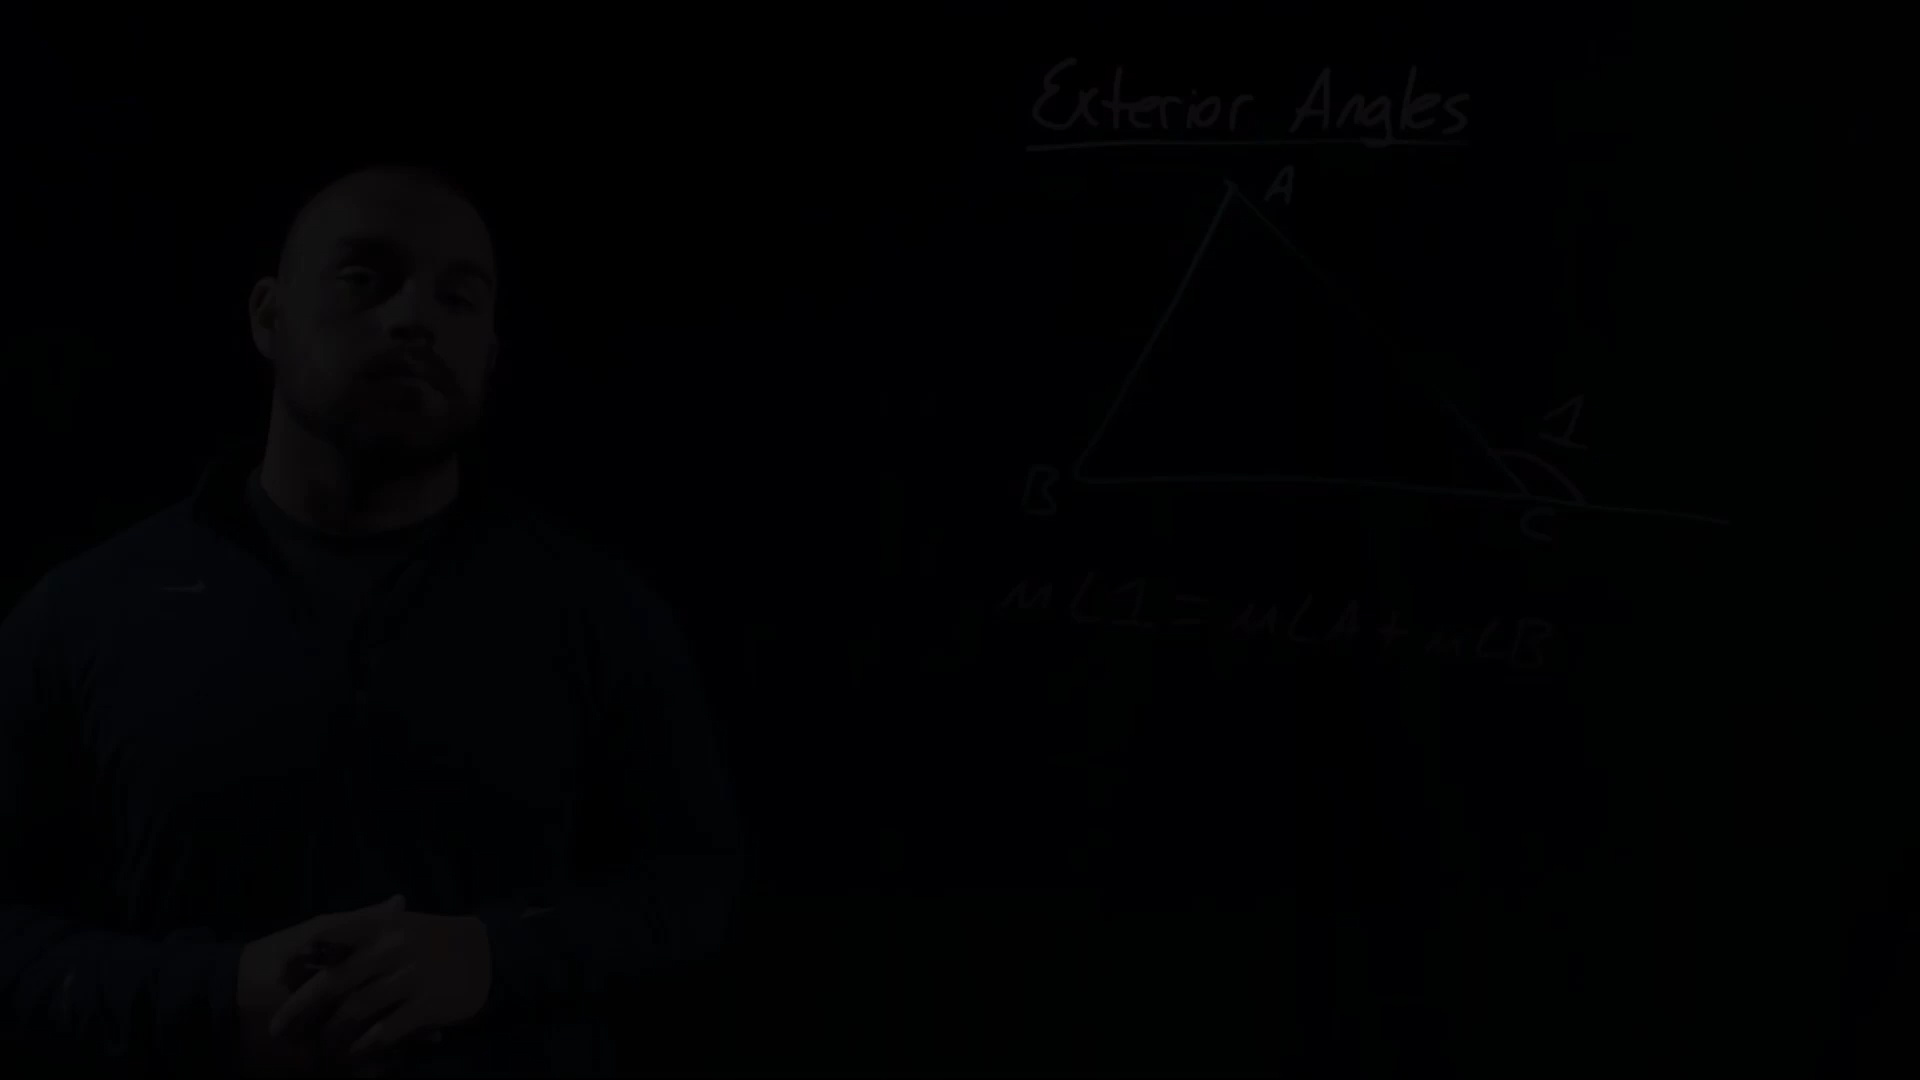 Exterior Angles
A
1
B
C
m∠1 = m∠A + m∠B